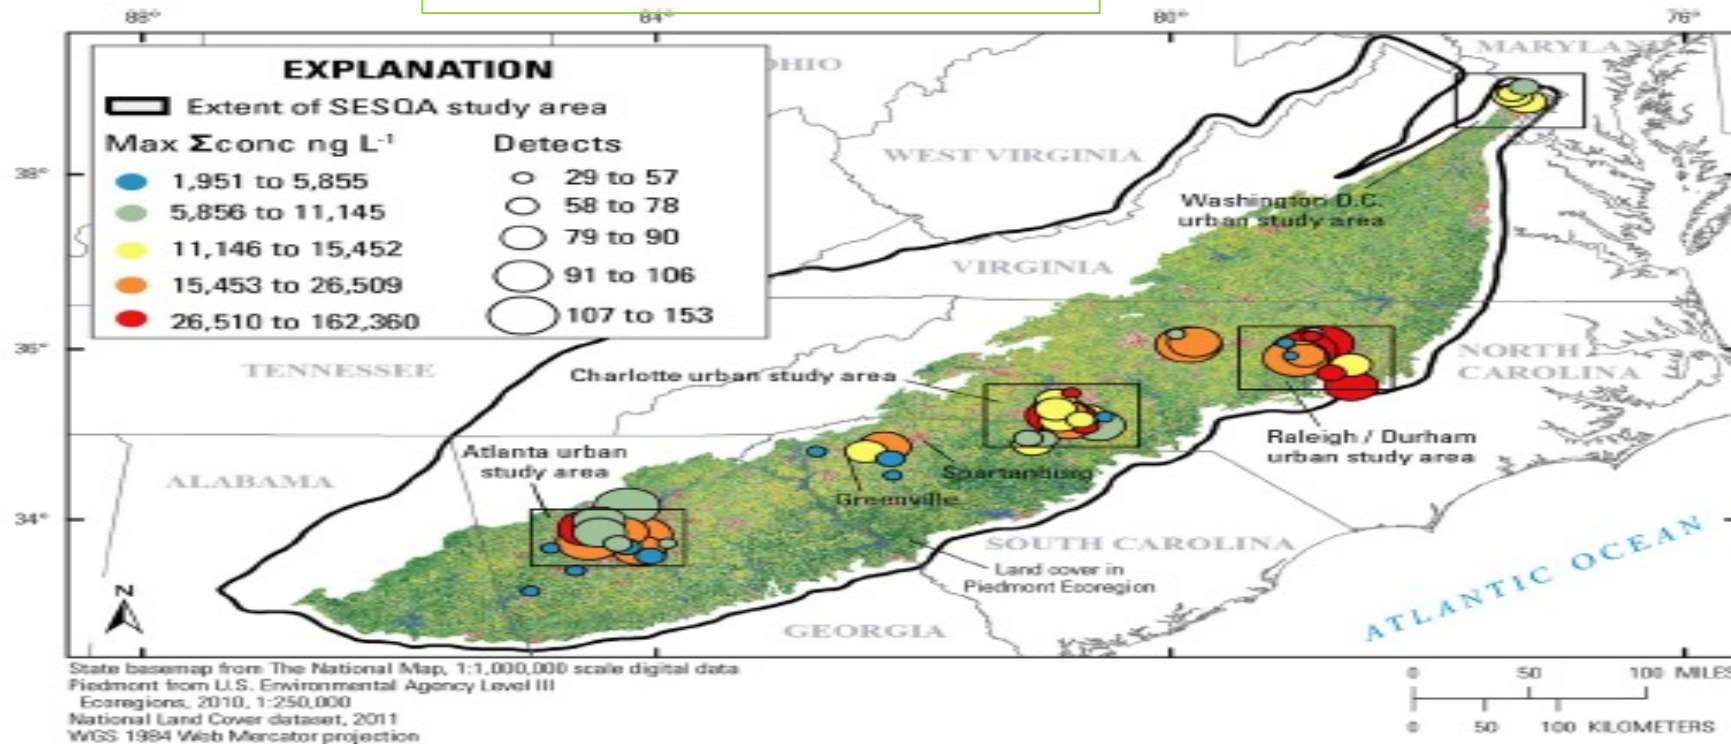 88° 84° 80° 76°
EXPLANATION
Extent of SESQA study area
Max Σconc ng L-1
1,951 to 5,855
5,856 to 11,145
11,146 to 15,452
15,453 to 26,509
26,510 to 162,360
Detects
29 to 57
58 to 78
79 to 90
91 to 106
107 to 153
OHIO
MARYLAND
WEST VIRGINIA
38°
Washington D.C.
urban study area
VIRGINIA
36°
TENNESSEE
Charlotte urban study area
NORTH
CAROLINA
Raleigh / Durham
urban study area
Atlanta urban
study area
Spartanburg
Greenville
ALABAMA
34°
SOUTH CAROLINA
Land cover in
Piedmont Ecoregion
ATLANTIC OCEAN
N
GEORGIA
State basemap from The National Map, 1:1,000,000 scale digital data
Piedmont from U.S. Environmental Agency Level III
Ecoregions, 2010, 1:250,000
National Land Cover dataset, 2011
WGS 1984 Web Mercator projection
0 50 100 MILES
0 50 100 KILOMETERS